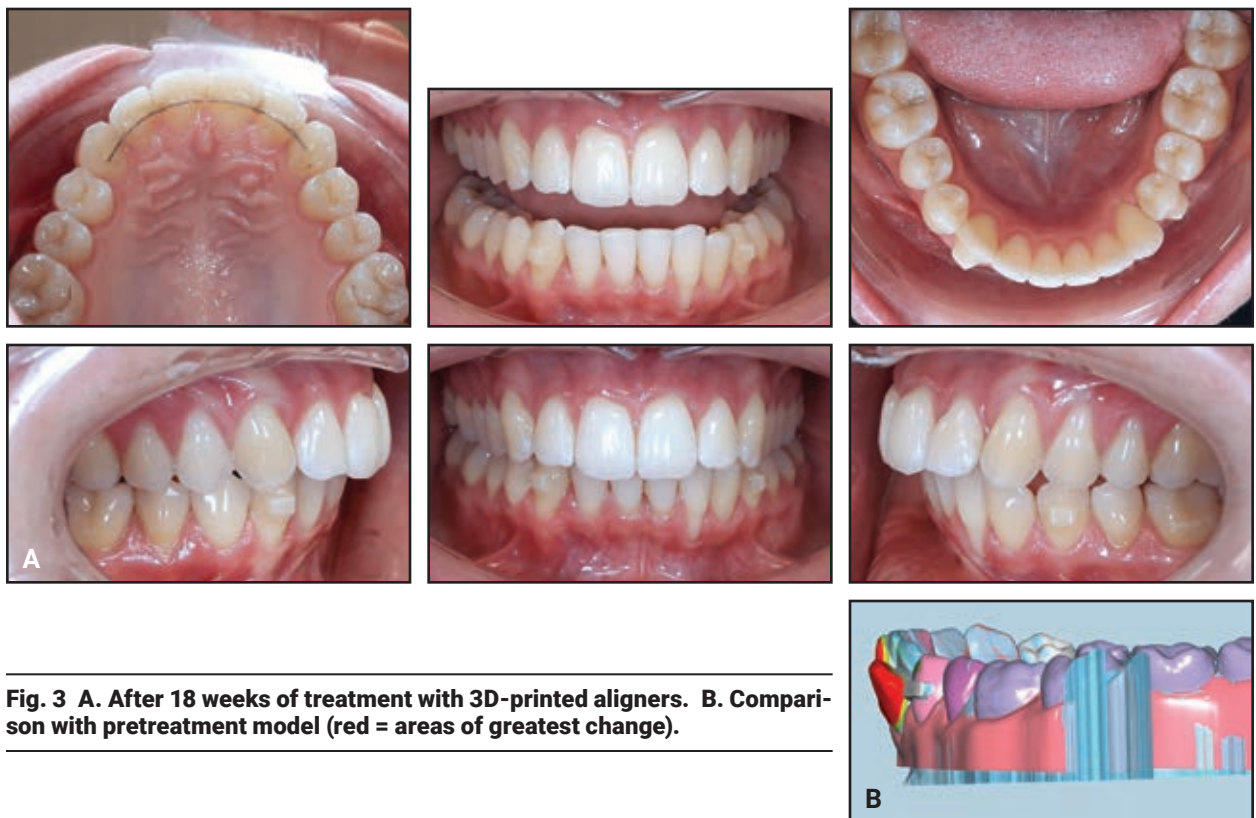 A
Fig. 3 A. After 18 weeks of treatment with 3D-printed aligners. B. Compari-
son with pretreatment model (red = areas of greatest change).
B